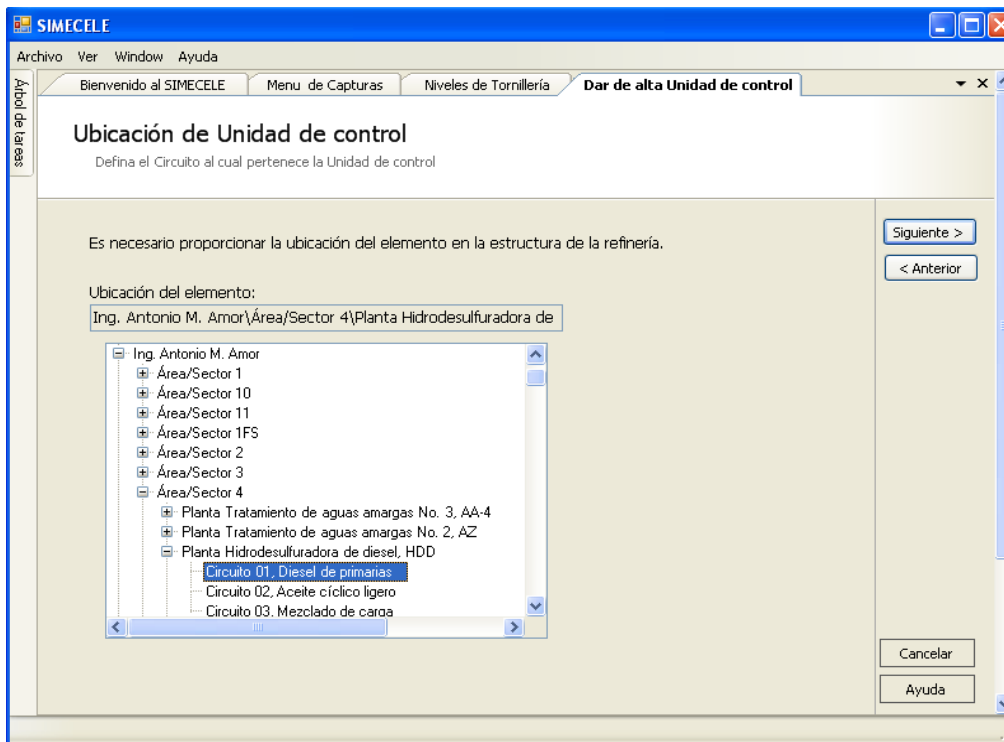 SIMECELE
Archivo Ver Window Ayuda
Árbol de tareas
Bienvenido al SIMECELE Menu de Capturas Niveles de Tornillería Dar de alta Unidad de control
Ubicación de Unidad de control
Defina el Circuito al cual pertenece la Unidad de control
Es necesario proporcionar la ubicación del elemento en la estructura de la refinería.
Siguiente >
< Anterior
Ubicación del elemento:
Ing. Antonio M. Amor\Área/Sector 4\Planta Hidrodesulfuradora de
Ing. Antonio M. Amor
Área/Sector 1
Área/Sector 10
Área/Sector 11
Área/Sector 1FS
Área/Sector 2
Área/Sector 3
Área/Sector 4
Planta Tratamiento de aguas amargas No. 3, AA-4
Planta Tratamiento de aguas amargas No. 2, AZ
Planta Hidrodesulfuradora de diesel, HDD
Circuito 01, Diesel de primarias
Circuito 02, Aceite cíclico ligero
Circuito 03, Mezclado de carga
Cancelar
Ayuda